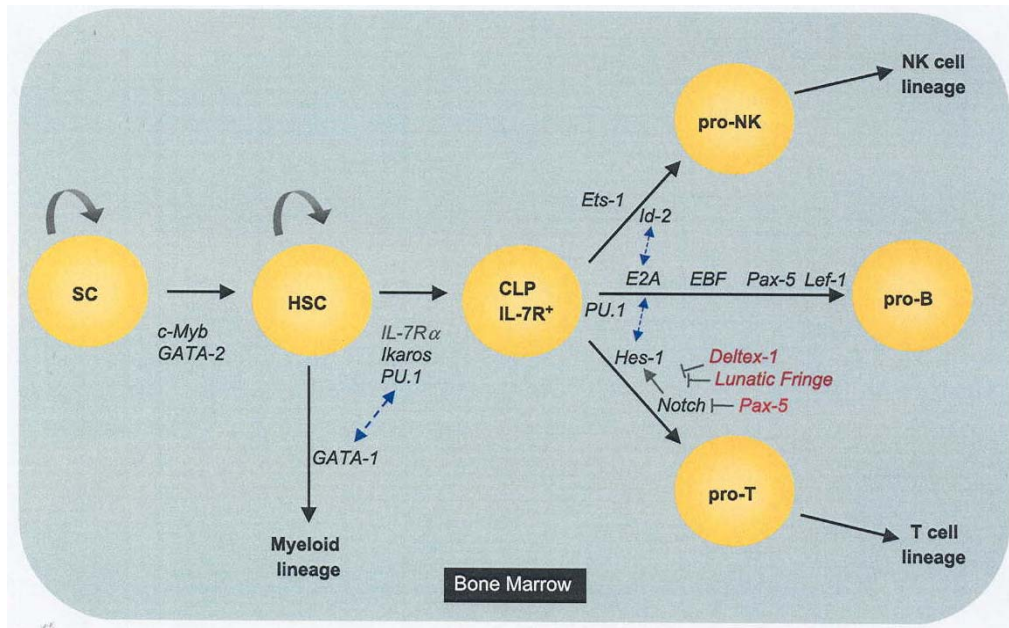 NK cell
lineage
pro-NK
Ets-1
Id-2
SC
HSC
CLP
IL-7R+
E2A EBF Pax-5 Lef-1
PU.1
pro-B
c-Myb
GATA-2
IL-7Rα
Ikaros
PU.1
Hes-1
Deltex-1
Lunatic Fringe
Notch
Pax-5
GATA-1
pro-T
Myeloid
lineage
T cell
lineage
Bone Marrow